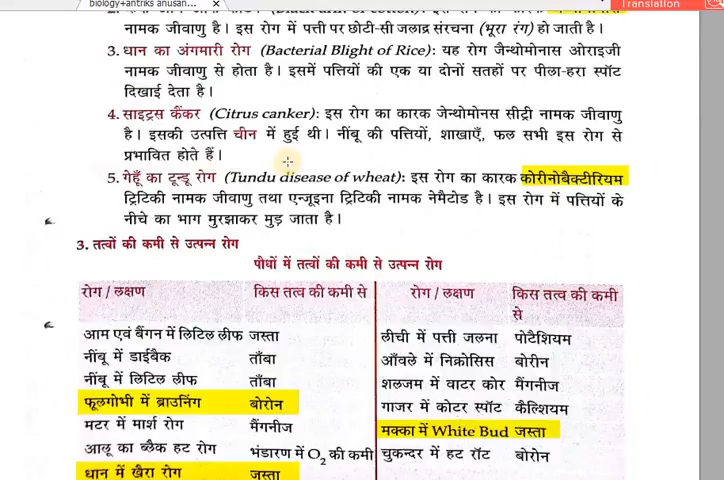 biology+antriks anusan...
Translation
नामक जीवाणु है। इस रोग में पत्ती पर छोटी-सी जलाद्र संरचना (भूरा रंग) हो जाती है।
3. धान का अंगमारी रोग (Bacterial Blight of Rice): यह रोग जैन्थोमोनास ओराइजी
नामक जीवाणु से होता है। इसमें पत्तियों की एक या दोनों सतहों पर पीला-हरा स्पॉट
दिखाई देता है।
4. साइट्रस कैंकर (Citrus canker): इस रोग का कारक जेन्थोमोनस सीट्री नामक जीवाणु
है। इसकी उत्पत्ति चीन में हुई थी। नींबू की पत्तियों, शाखाएँ, फल सभी इस रोग से
प्रभावित होते हैं।
5. गेहूँ का टून्डू रोग (Tundu disease of wheat): इस रोग का कारक कोरीनोबैक्टीरियम
ट्रिटिकी नामक जीवाणु तथा एन्जूइना ट्रिटिकी नामक नेमैटोड है। इस रोग में पत्तियों के
नीचे का भाग मुरझाकर मुड़ जाता है।
3. तत्वों की कमी से उत्पन्न रोग
पौधों में तत्वों की कमी से उत्पन्न रोग
रोग / लक्षण किस तत्व की कमी से रोग / लक्षण किस तत्व की कमी
से
आम एवं बैंगन में लिटिल लीफ जस्ता लीची में पत्ती जलना पोटैशियम
नींबू में डाईबैक ताँबा आँवले में निक्रोसिस बोरीन
नींबू में लिटिल लीफ ताँबा शलजम में वाटर कोर मैंगनीज
फूलगोभी में ब्राउनिंग बोरोन गाजर में कोटर स्पॉट कैल्शियम
मटर में मार्श रोग मैंगनीज मक्का में White Bud जस्ता
आलू का ब्लैक हट रोग भंडारण में O₂ की कमी चुकन्दर में हट रॉट बोरोन
धान में खैरा रोग जस्ता